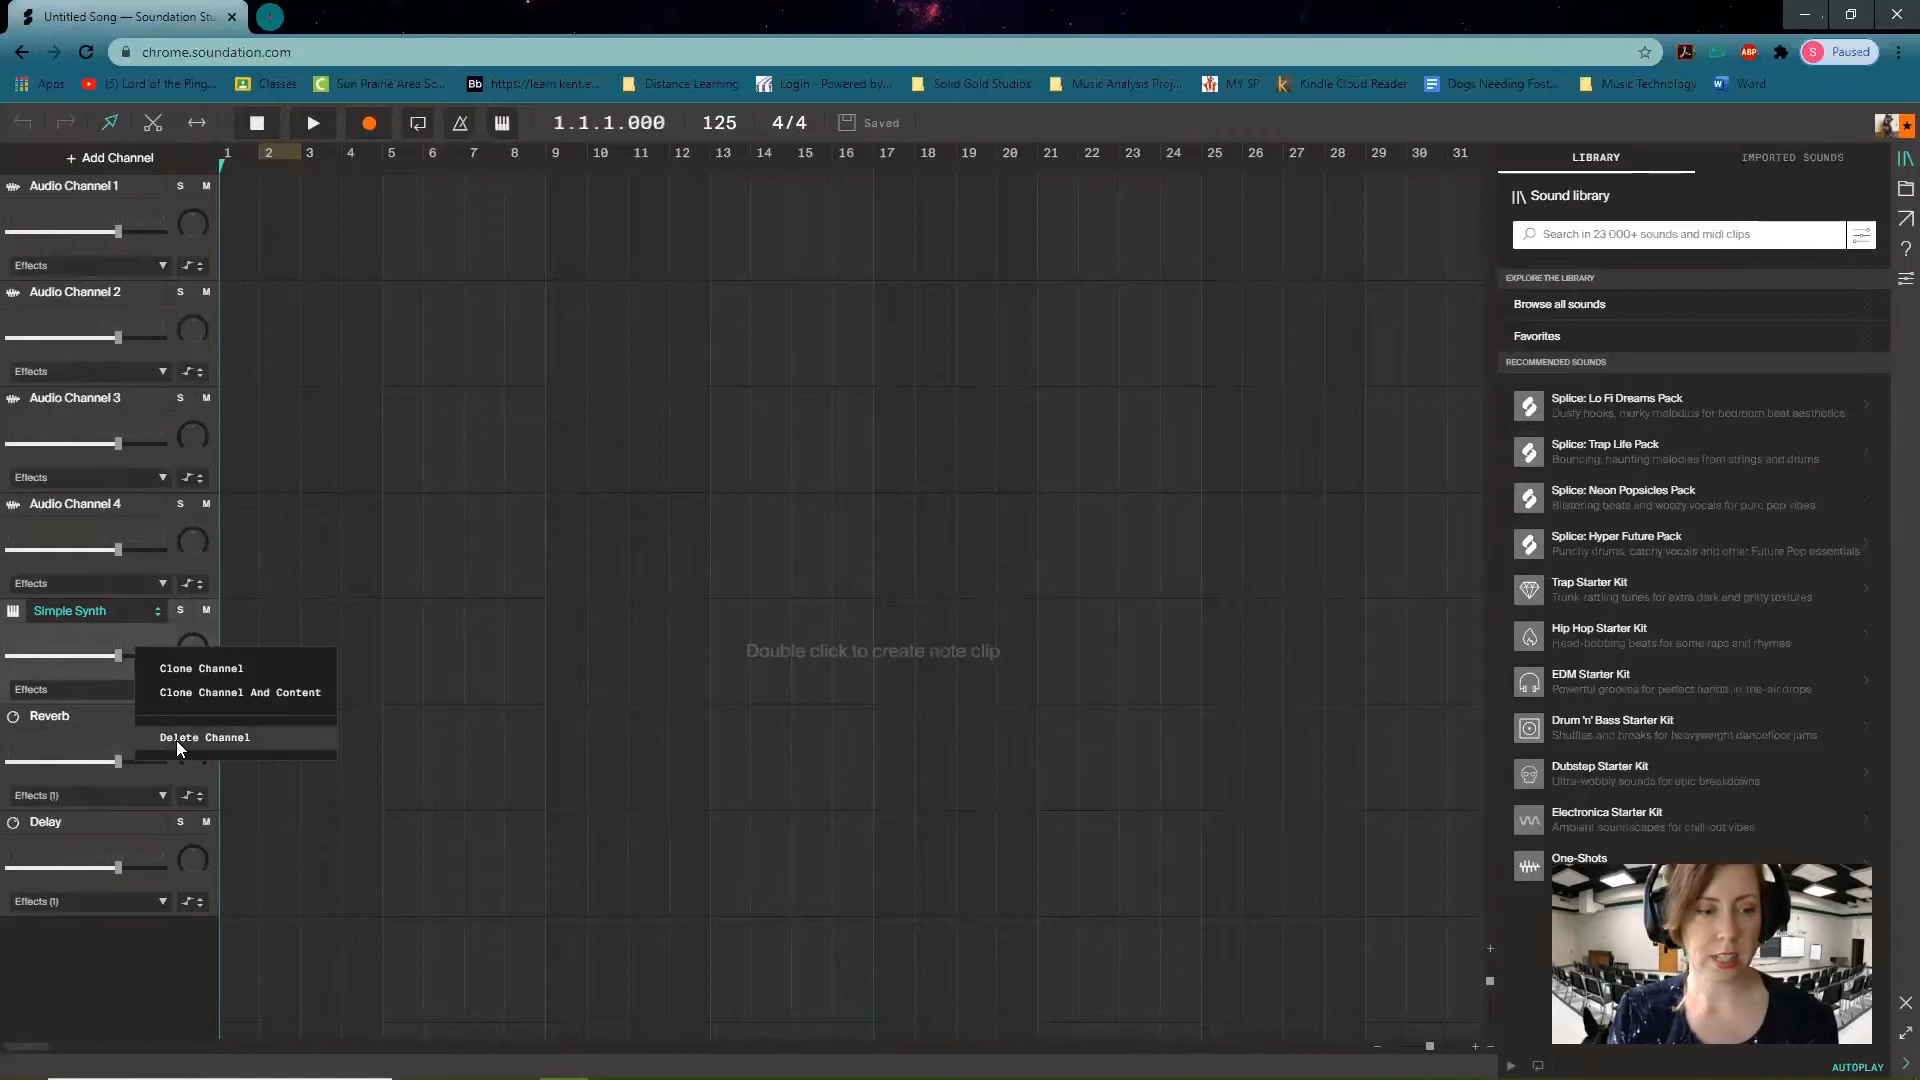 Untitled Song — Soundation Stu
chrome.soundation.com
Paused
Apps
(5) Lord of the Ring...
Classes
Sun Prairie Area Sc...
https://learn.kent.e...
Distance Learning
Login - Powered by...
Solid Gold Studios
Music Analysis Proj...
MY SP
Kindle Cloud Reader
Dogs Needing Fost...
Music Technology
Word
1.1.1.000
125
4/4
Saved
+ Add Channel
1 2 3 4 5 6 7 8 9 10 11 12 13 14 15 16 17 18 19 20 21 22 23 24 25 26 27 28 29 30 31
Audio Channel 1 S M
Effects
Audio Channel 2 S M
Effects
Audio Channel 3 S M
Effects
Audio Channel 4 S M
Effects
Simple Synth S M
Effects
Clone Channel
Clone Channel And Content
Delete Channel
Reverb
Effects (1)
Delay S M
Effects (1)
Double click to create note clip
LIBRARY
IMPORTED SOUNDS
Sound library
Search in 23 000+ sounds and midi clips
EXPLORE THE LIBRARY
Browse all sounds
Favorites
RECOMMENDED SOUNDS
Splice: Lo Fi Dreams Pack
Dusty hooks, murky melodics for bedroom beat aesthetics
Splice: Trap Life Pack
Bouncing, haunting melodies from strings and drums
Splice: Neon Popsicles Pack
Blistering beats and woozy vocals for pure pop vibes
Splice: Hyper Future Pack
Punchy drums, catchy vocals and other Future Pop essentials
Trap Starter Kit
Trunk-rattling tunes for extra dark and gritty textures
Hip Hop Starter Kit
Head-bobbing beats for some raps and rhymes
EDM Starter Kit
Powerful grooves for perfect hands-in-the-air drops
Drum 'n' Bass Starter Kit
Shuffles and breaks for heavyweight dancefloor jams
Dubstep Starter Kit
Ultra-wobbly sounds for epic breakdowns
Electronica Starter Kit
Ambient soundscapes for chill-out vibes
One-Shots
AUTOPLAY